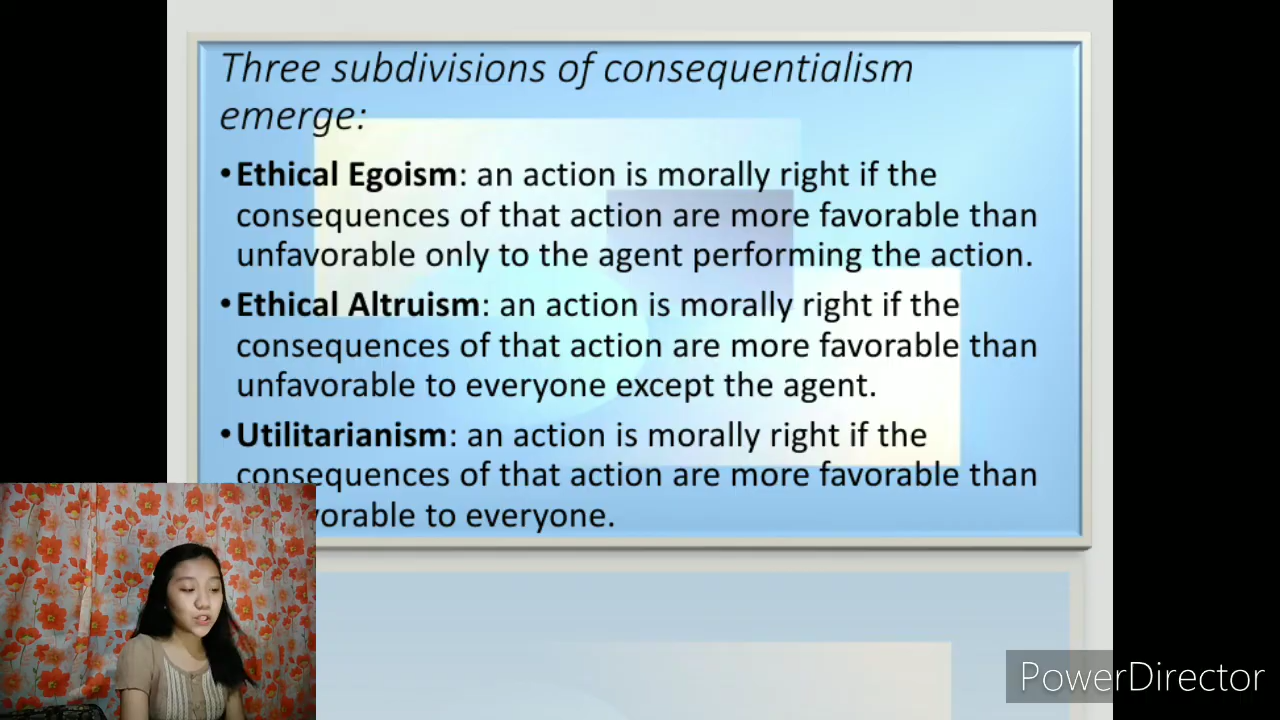 Three subdivisions of consequentialism
emerge:
•Ethical Egoism: an action is morally right if the
consequences of that action are more favorable than
unfavorable only to the agent performing the action.
•Ethical Altruism: an action is morally right if the
consequences of that action are more favorable than
unfavorable to everyone except the agent.
•Utilitarianism: an action is morally right if the
consequences of that action are more favorable than
to everyone.
PowerDirector